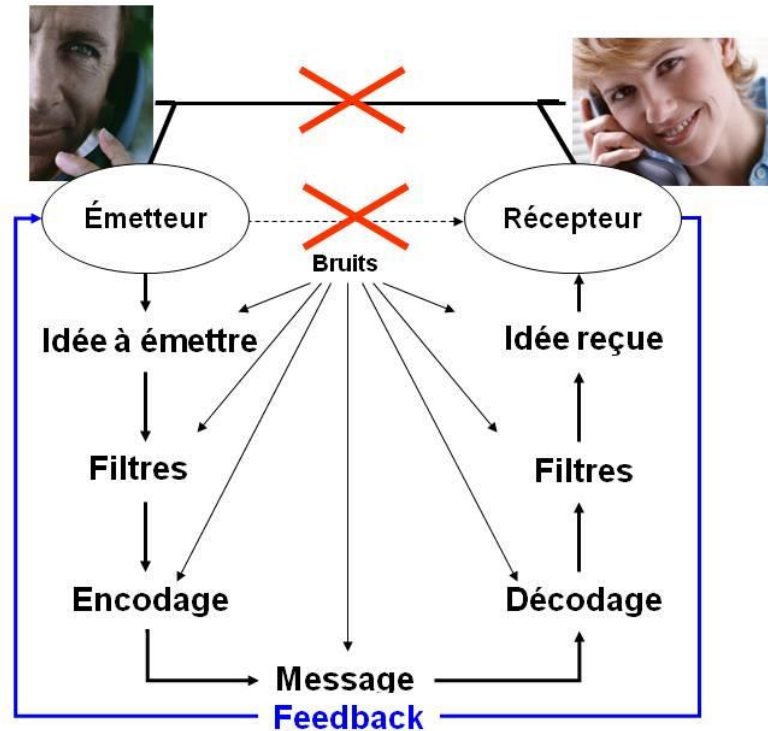 Émetteur
Récepteur
Bruits
Idée à émettre
Idée reçue
Filtres
Filtres
Encodage
Décodage
Message
Feedback